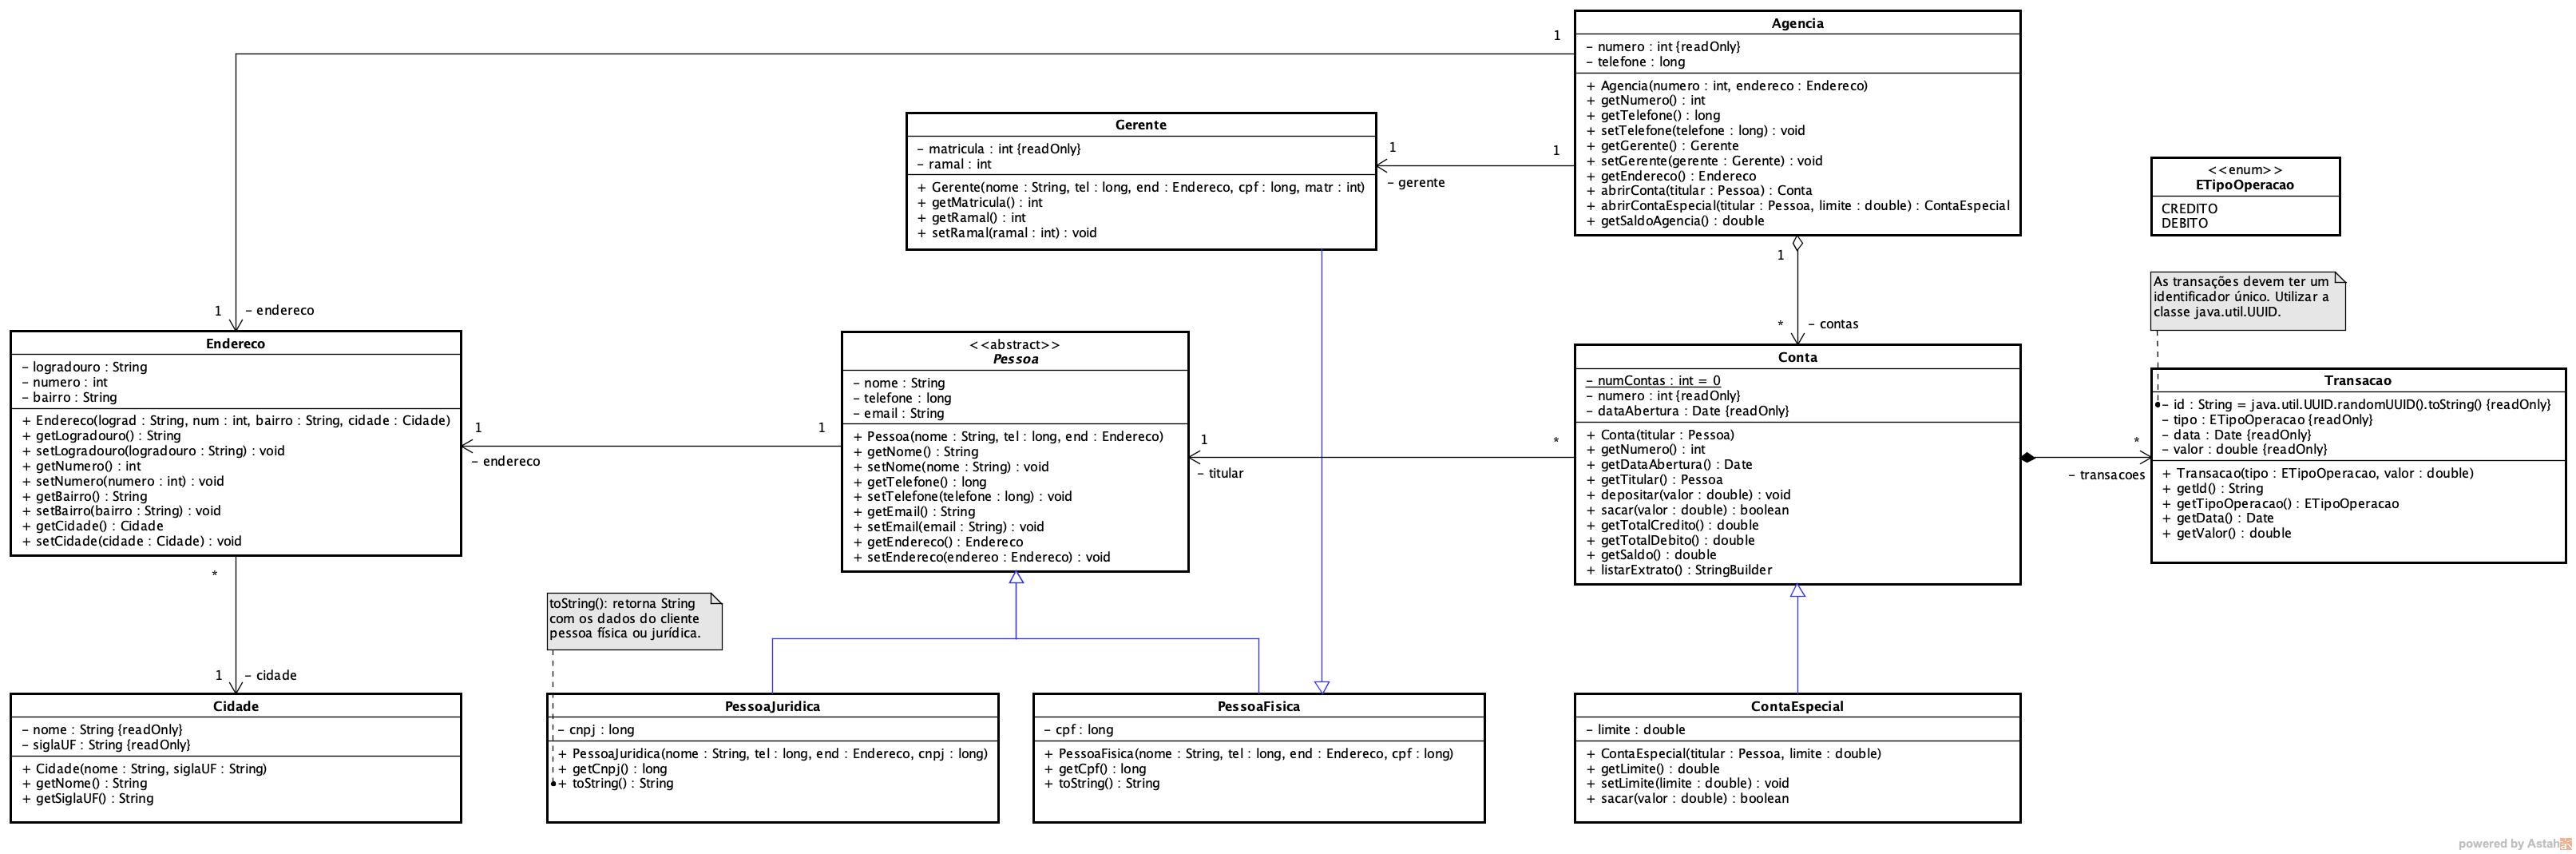 Agencia
– numero : int {readOnly}
– telefone : long
+ Agencia(numero : int, endereco : Endereco)
+ getNumero() : int
+ getTelefone() : long
+ setTelefone(telefone : long) : void
+ getGerente() : Gerente
+ setGerente(gerente : Gerente) : void
+ getEndereco() : Endereco
+ abrirConta(titular : Pessoa) : Conta
+ abrirContaEspecial(titular : Pessoa, limite : double) : ContaEspecial
+ getSaldoAgencia() : double
1
1
1
– gerente
1
– endereco
1
1
*
– contas
Gerente
– matricula : int {readOnly}
– ramal : int
+ Gerente(nome : String, tel : long, end : Endereco, cpf : long, matr : int)
+ getMatricula() : int
+ getRamal() : int
+ setRamal(ramal : int) : void
<<enum>>
ETipoOperacao
CREDITO
DEBITO
As transações devem ter um
identificador único. Utilizar a
classe java.util.UUID.
Endereco
– logradouro : String
– numero : int
– bairro : String
+ Endereco(lograd : String, num : int, bairro : String, cidade : Cidade)
+ getLogradouro() : String
+ setLogradouro(logradouro : String) : void
+ getNumero() : int
+ setNumero(numero : int) : void
+ getBairro() : String
+ setBairro(bairro : String) : void
+ getCidade() : Cidade
+ setCidade(cidade : Cidade) : void
1
– endereco
1
<<abstract>>
Pessoa
– nome : String
– telefone : long
– email : String
+ Pessoa(nome : String, tel : long, end : Endereco)
+ getNome() : String
+ setNome(nome : String) : void
+ getTelefone() : long
+ setTelefone(telefone : long) : void
+ getEmail() : String
+ setEmail(email : String) : void
+ getEndereco() : Endereco
+ setEndereco(endereo : Endereco) : void
1
– titular
*
Conta
– numContas : int = 0
– numero : int {readOnly}
– dataAbertura : Date {readOnly}
+ Conta(titular : Pessoa)
+ getNumero() : int
+ getDataAbertura() : Date
+ getTitular() : Pessoa
+ depositar(valor : double) : void
+ sacar(valor : double) : boolean
+ getTotalCredito() : double
+ getTotalDebito() : double
+ getSaldo() : double
+ listarExtrato() : StringBuilder
*
– transacoes
Transacao
– id : String = java.util.UUID.randomUUID().toString() {readOnly}
– tipo : ETipoOperacao {readOnly}
– data : Date {readOnly}
– valor : double {readOnly}
+ Transacao(tipo : ETipoOperacao, valor : double)
+ getId() : String
+ getTipoOperacao() : ETipoOperacao
+ getData() : Date
+ getValor() : double
*
1
– cidade
toString(): retorna String
com os dados do cliente
pessoa física ou jurídica.
Cidade
– nome : String {readOnly}
– siglaUF : String {readOnly}
+ Cidade(nome : String, siglaUF : String)
+ getNome() : String
+ getSiglaUF() : String
PessoaJuridica
– cnpj : long
+ PessoaJuridica(nome : String, tel : long, end : Endereco, cnpj : long)
+ getCnpj() : long
+ toString() : String
PessoaFisica
– cpf : long
+ PessoaFisica(nome : String, tel : long, end : Endereco, cpf : long)
+ getCpf() : long
+ toString() : String
ContaEspecial
– limite : double
+ ContaEspecial(titular : Pessoa, limite : double)
+ getLimite() : double
+ setLimite(limite : double) : void
+ sacar(valor : double) : boolean
powered by Astah